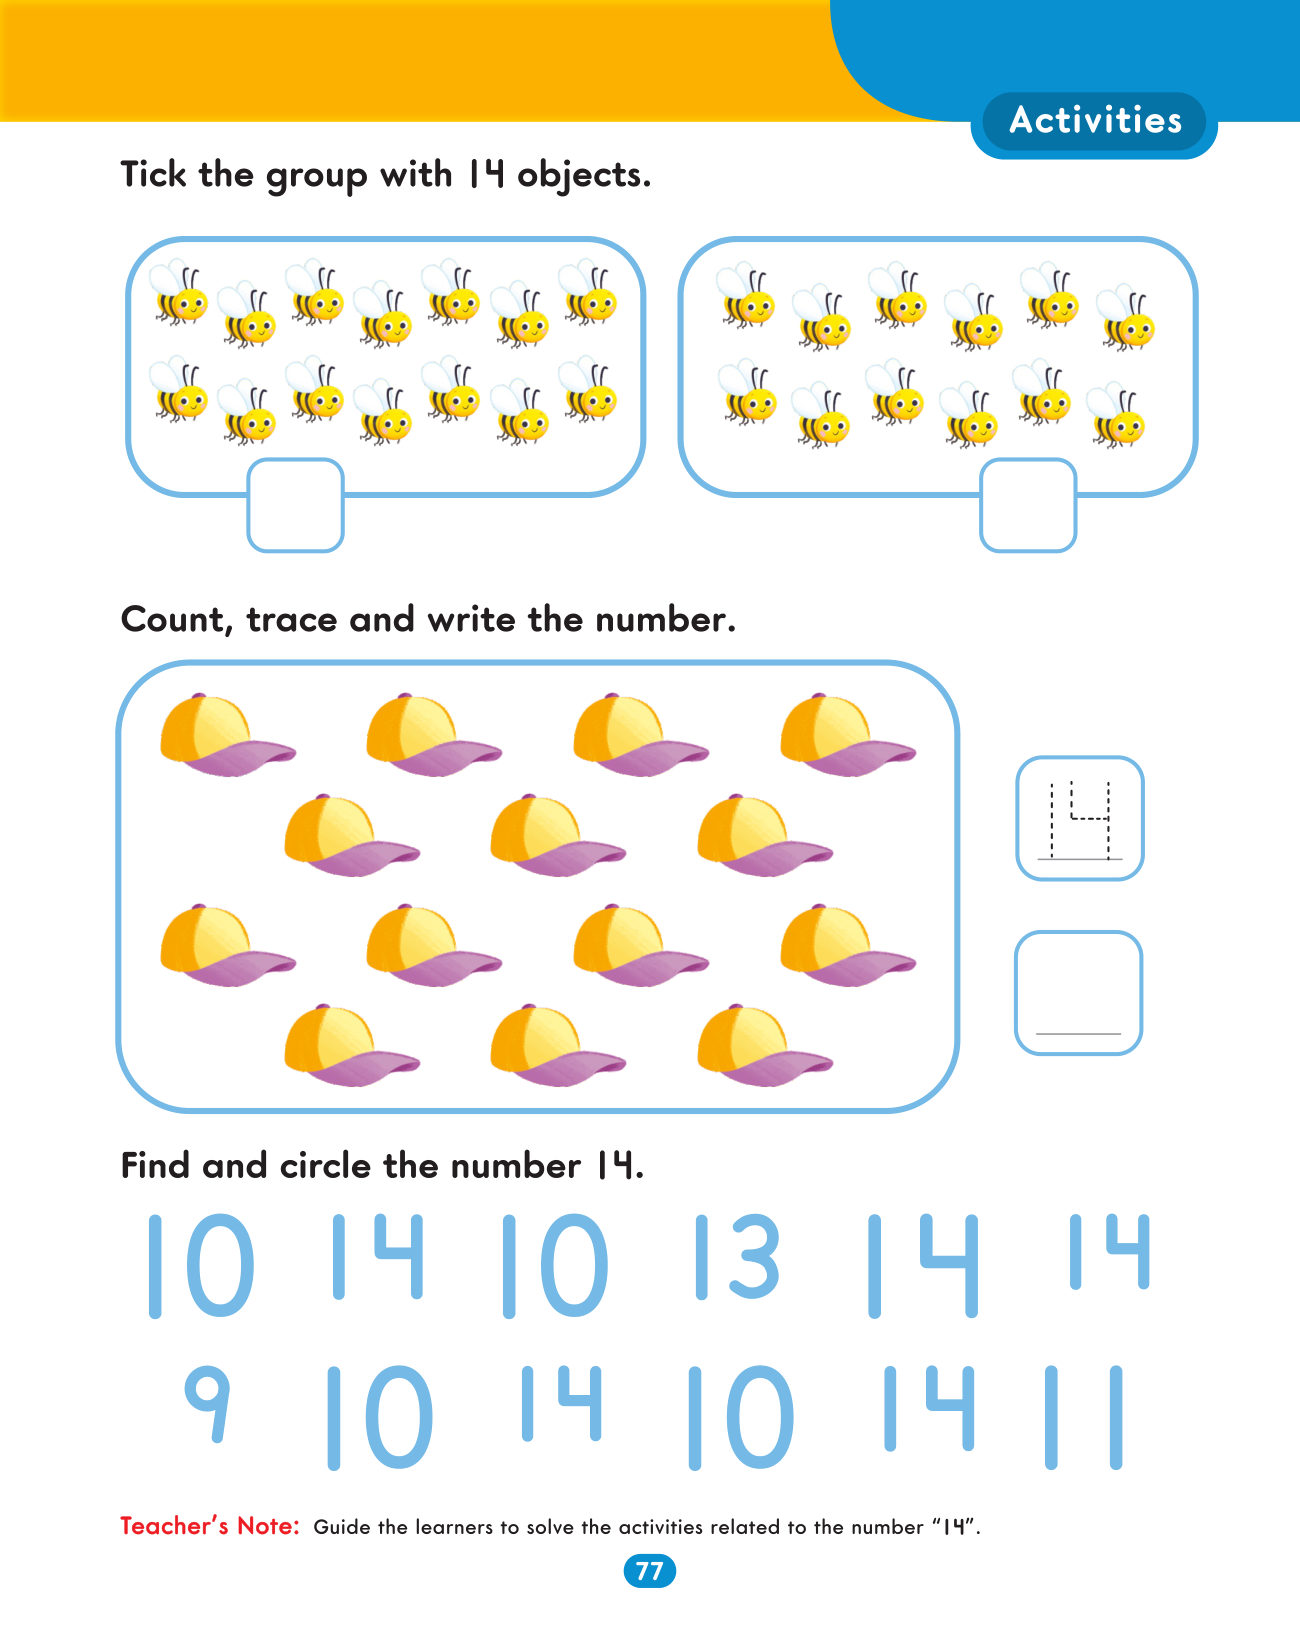 Activities
Tick the group with 14 objects.
Count, trace and write the number.
14
Find and circle the number 14.
10 14 10 13 14 14
9 10 14 10 14 11
Teacher's Note: Guide the learners to solve the activities related to the number “14”.
77